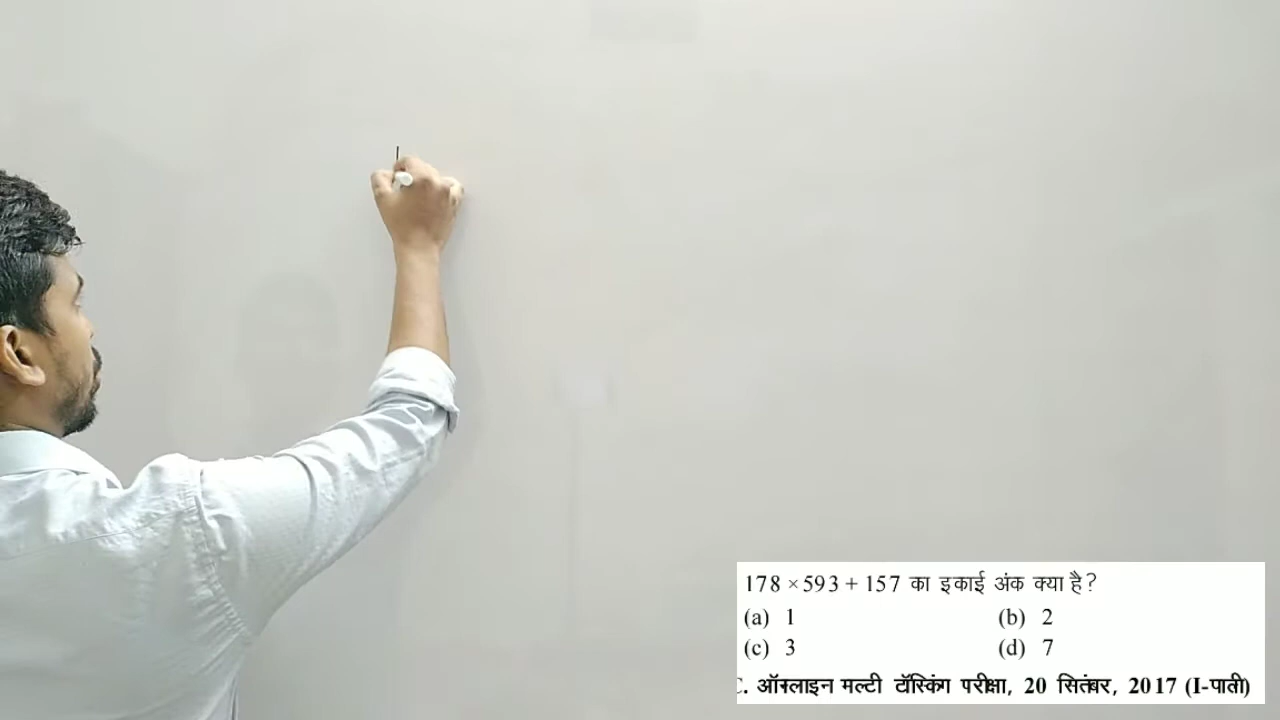 178 × 593 + 157 का इकाई अंक क्या है?
(a) 1 (b) 2
(c) 3 (d) 7
C. ऑनलाइन मल्टी टॉस्किंग परीक्षा, 20 सितंबर, 2017 (I-पाली)